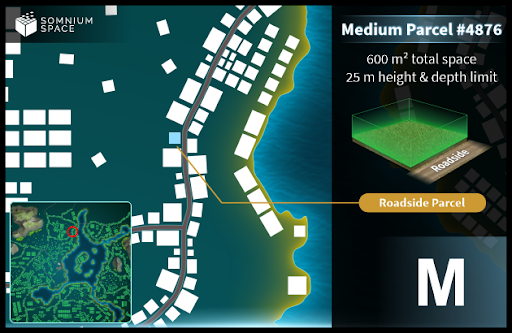 SOMNIUM
SPACE
Medium Parcel #4876
600 m² total space
25 m height & depth limit
Roadside
Roadside Parcel
M